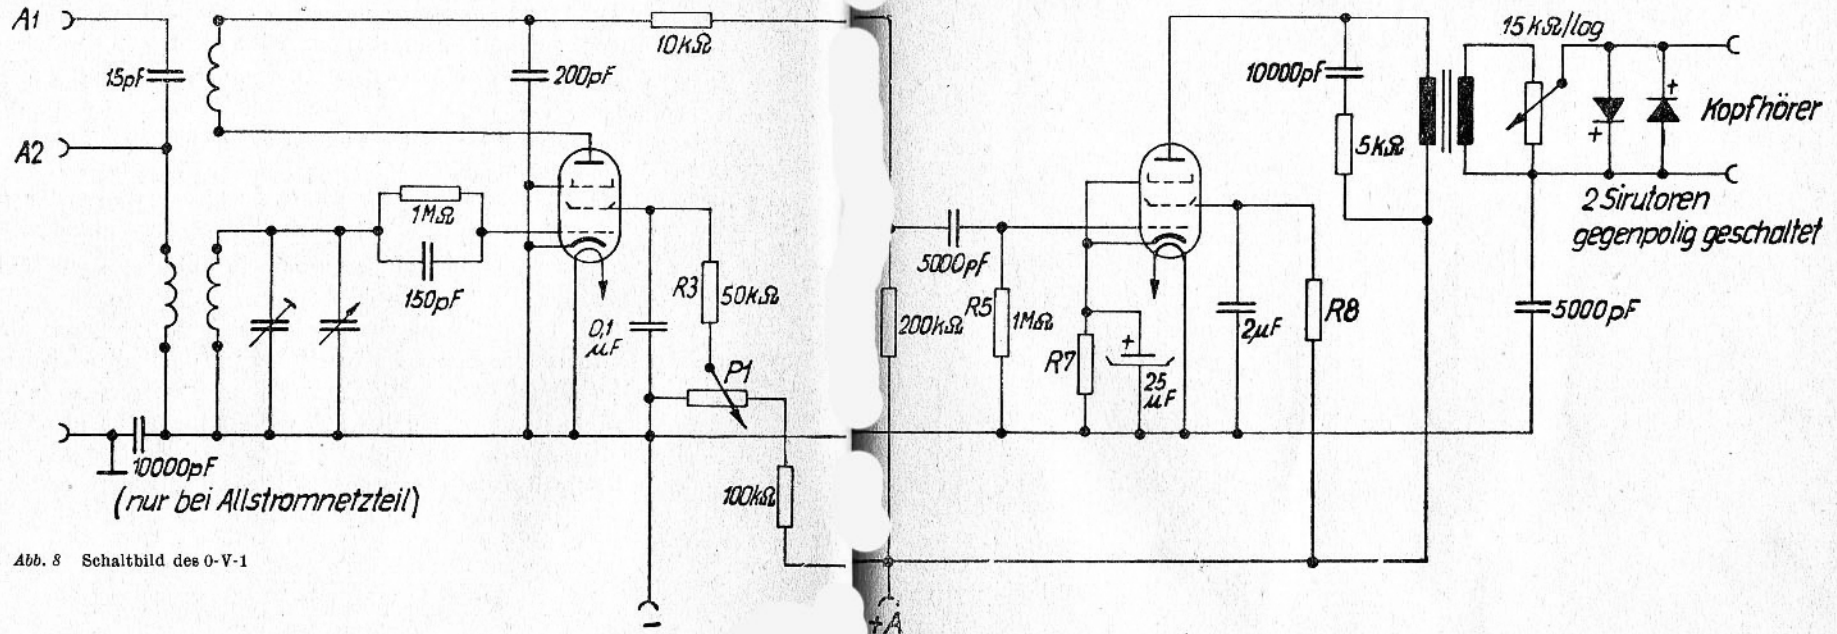 A1
15pF
A2
200pF
10kΩ
1MΩ
150pF
0,1
µF
R3
50kΩ
P1
100kΩ
10000pF
(nur bei Allstromnetzteil)
Abb. 8 Schaltbild des 0-V-1
-
+A
200kΩ
5000pF
R5
1MΩ
R7
+
25
µF
2µF
R8
10000pF
5kΩ
15kΩ/log
+
+
Kopfhörer
2 Sirutoren
gegenpolig geschaltet
5000pF